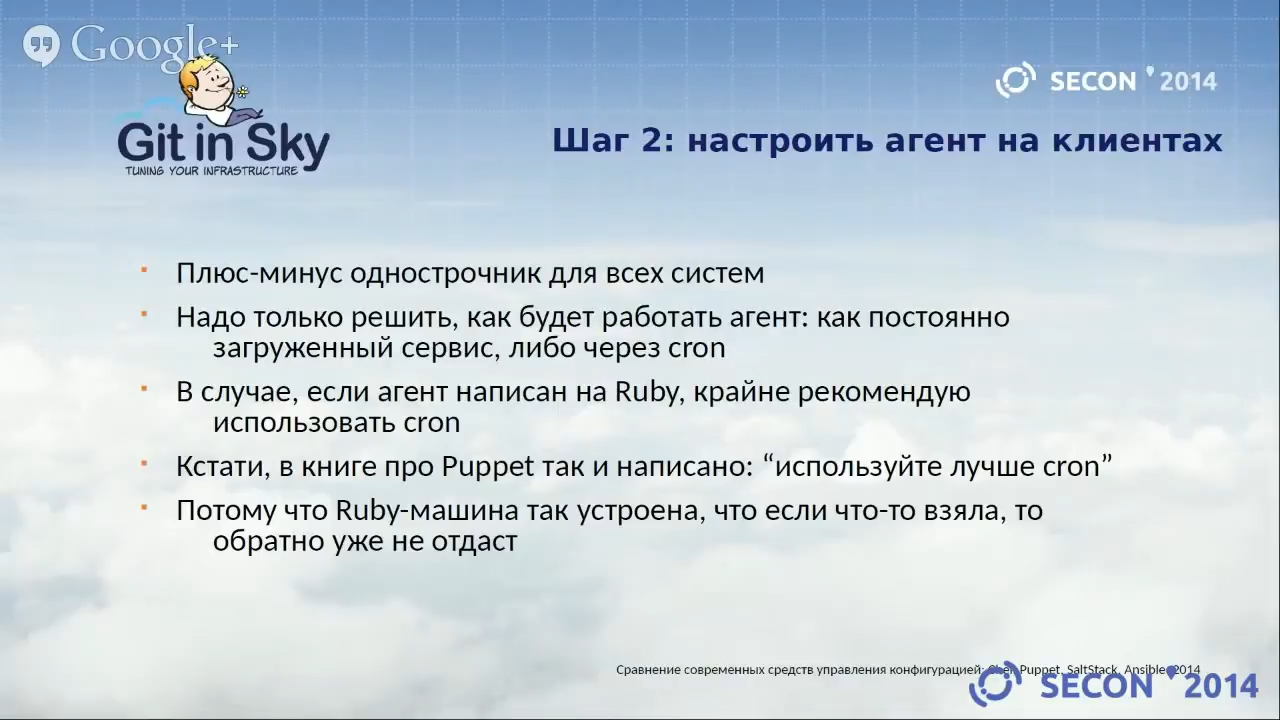 Google+
SECON 2014
Git in Sky
TUNING YOUR INFRASTRUCTURE
Шаг 2: настроить агент на клиентах
Плюс-минус однострочник для всех систем
Надо только решить, как будет работать агент: как постоянно
загруженный сервис, либо через cron
В случае, если агент написан на Ruby, крайне рекомендую
использовать cron
Кстати, в книге про Puppet так и написано: “используйте лучше cron”
Потому что Ruby-машина так устроена, что если что-то взяла, то
обратно уже не отдаст
Сравнение современных средств управления конфигурацией: Chef, Puppet, SaltStack, Ansible, 2014
SECON 2014